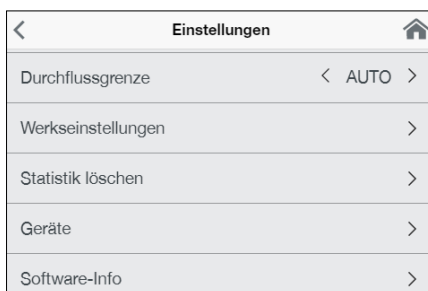 Einstellungen
Durchflussgrenze AUTO
Werkseinstellungen
Statistik löschen
Geräte
Software-Info